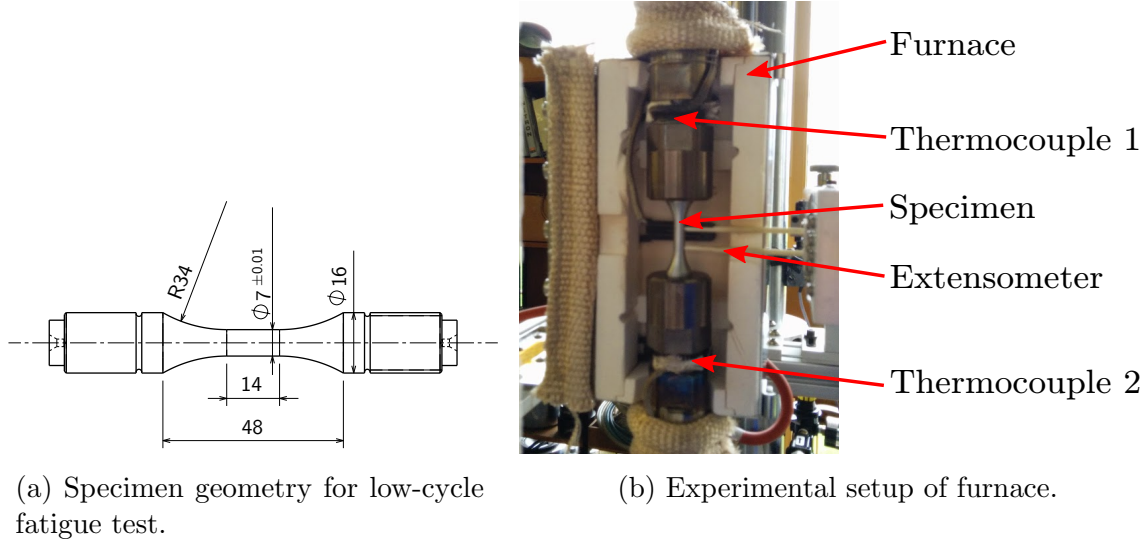 Furnace
Thermocouple 1
Specimen
Extensometer
Thermocouple 2
R34
ϕ7 ±0.01
ϕ16
14
48
(a) Specimen geometry for low-cycle
fatigue test.
(b) Experimental setup of furnace.